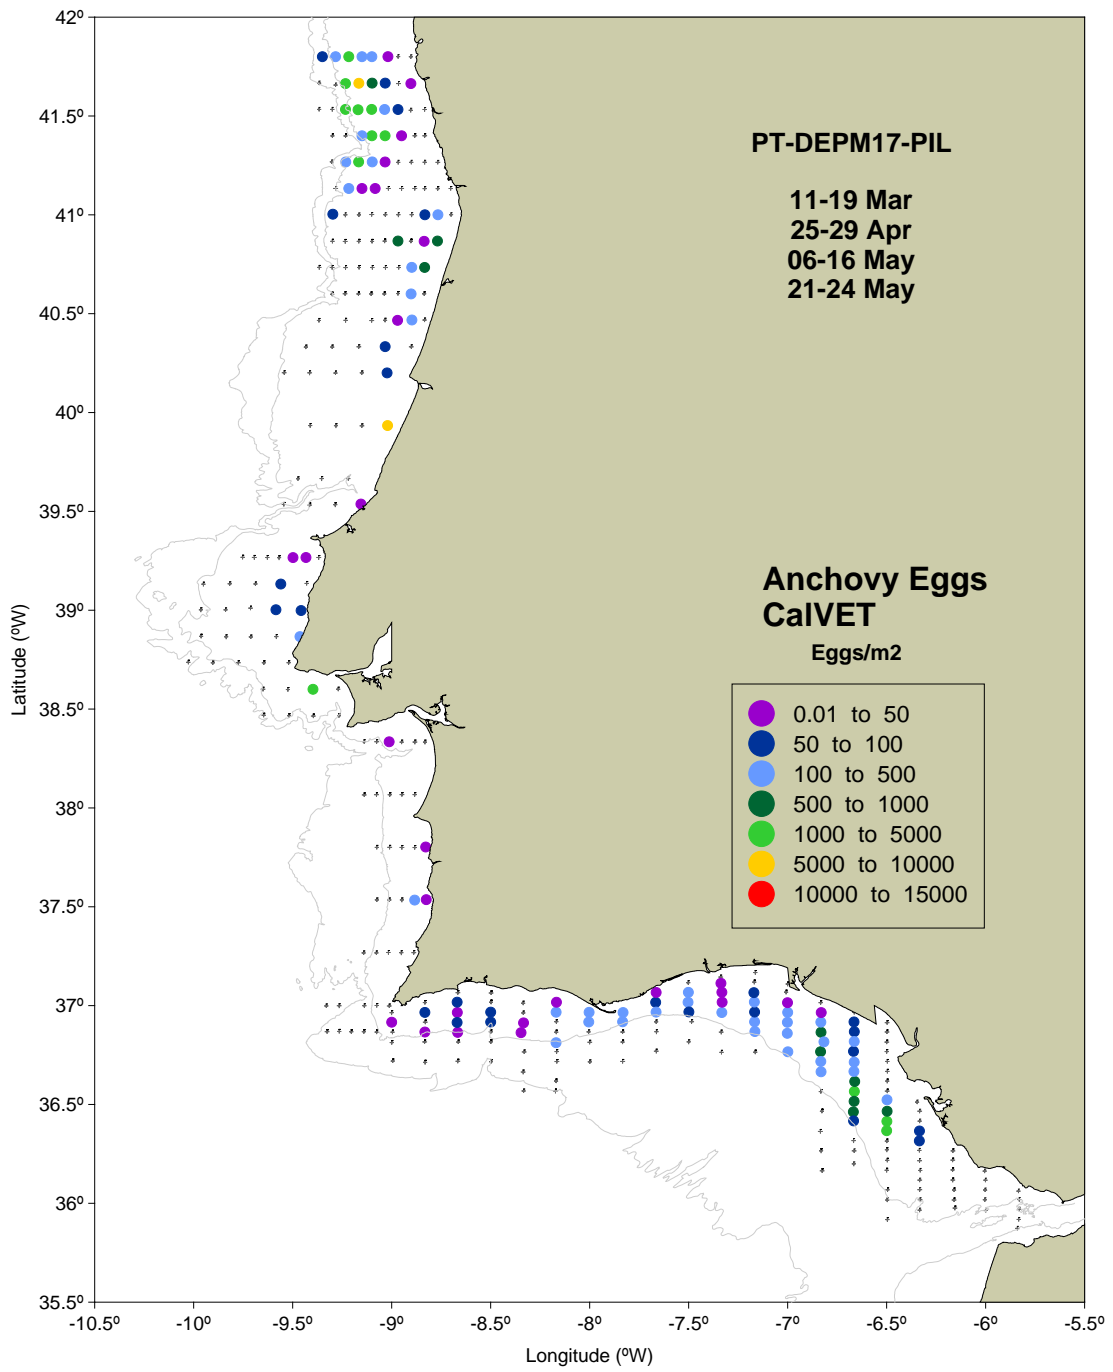 42º
41.5º
41º
40.5º
40º
39.5º
39º
38.5º
38º
37.5º
37º
36.5º
36º
35.5º
Latitude (ºW)
PT-DEPM17-PIL
11-19 Mar
25-29 Apr
06-16 May
21-24 May
Anchovy Eggs
CalVET
Eggs/m2
0.01 to 50
50 to 100
100 to 500
500 to 1000
1000 to 5000
5000 to 10000
10000 to 15000
-10.5º -10º -9.5º -9º -8.5º -8º -7.5º -7º -6.5º -6º -5.5º
Longitude (ºW)